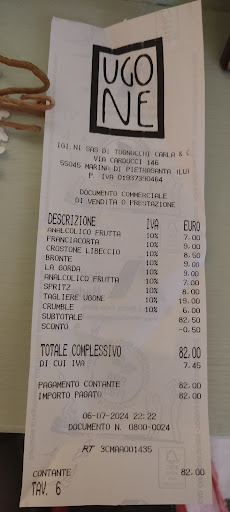 UGO
NE
IGI.NI SAS DI TOGNOCCHI CARLA & C.
VIA CARDUCCI 146
55045 MARINA DI PIETRASANTA (LU)
P. IVA 01937390464
DOCUMENTO COMMERCIALE
DI VENDITA O PRESTAZIONE
DESCRIZIONE IVA EURO
ANALCOLICO FRUTTA 10% 7.00
FRANCIACORTA 10% 9.00
CROSTONE LIBECCIO 10% 8.50
BRONTE 10% 9.00
LA GORDA 10% 9.00
ANALCOLICO FRUTTA 10% 7.00
SPRITZ 10% 8.00
TAGLIERE UGONE 10% 19.00
CRUMBLE 10% 6.00
SUBTOTALE 82.50
SCONTO -0.50
TOTALE COMPLESSIVO 82.00
DI CUI IVA 7.45
PAGAMENTO CONTANTE 82.00
IMPORTO PAGATO 82.00
06-07-2024 22:22
DOCUMENTO N. 0800-0024
RT 3CMAA001435
CONTANTE 82.00
TAV. 6